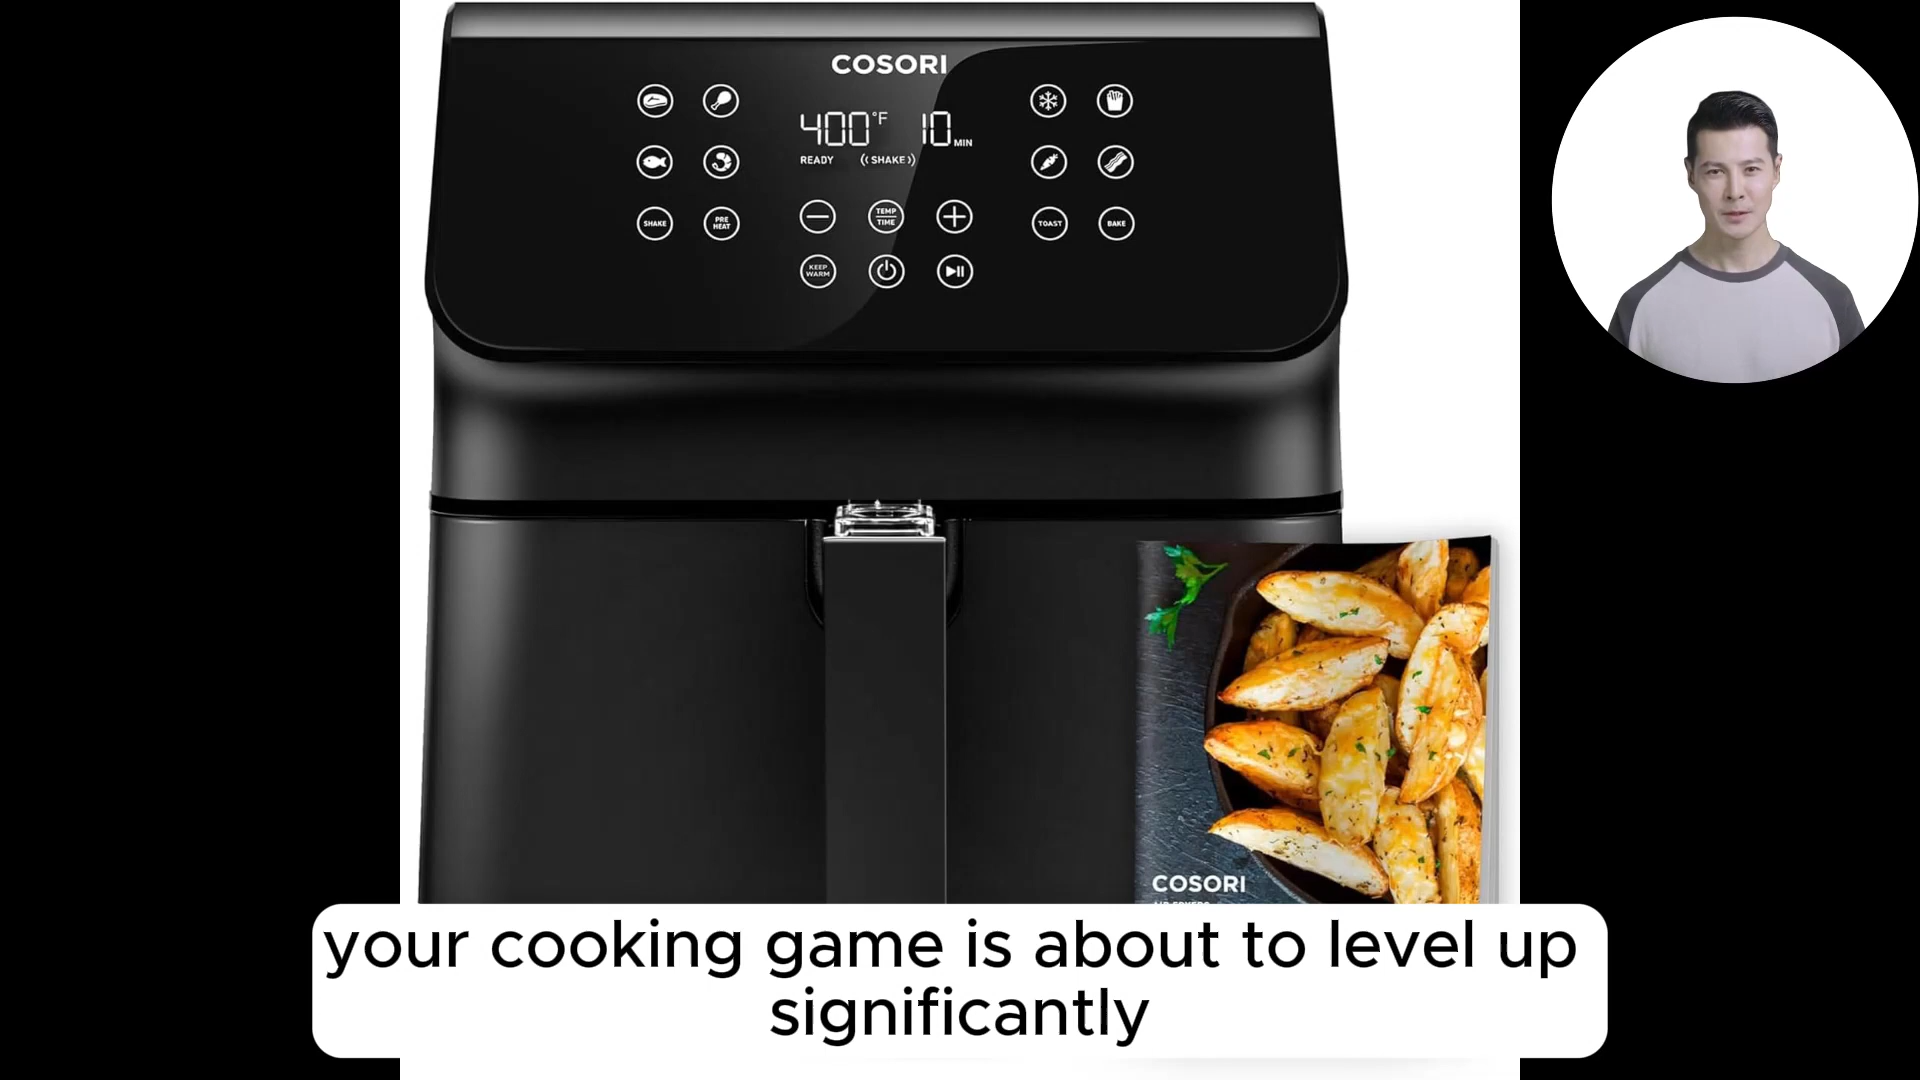 COSORI
400°F 10 MIN
READY ((SHAKE))
TEMP
TIME
SHAKE
PRE
HEAT
TOAST
BAKE
KEEP
WARM
COSORI
your cooking game is about to level up
significantly